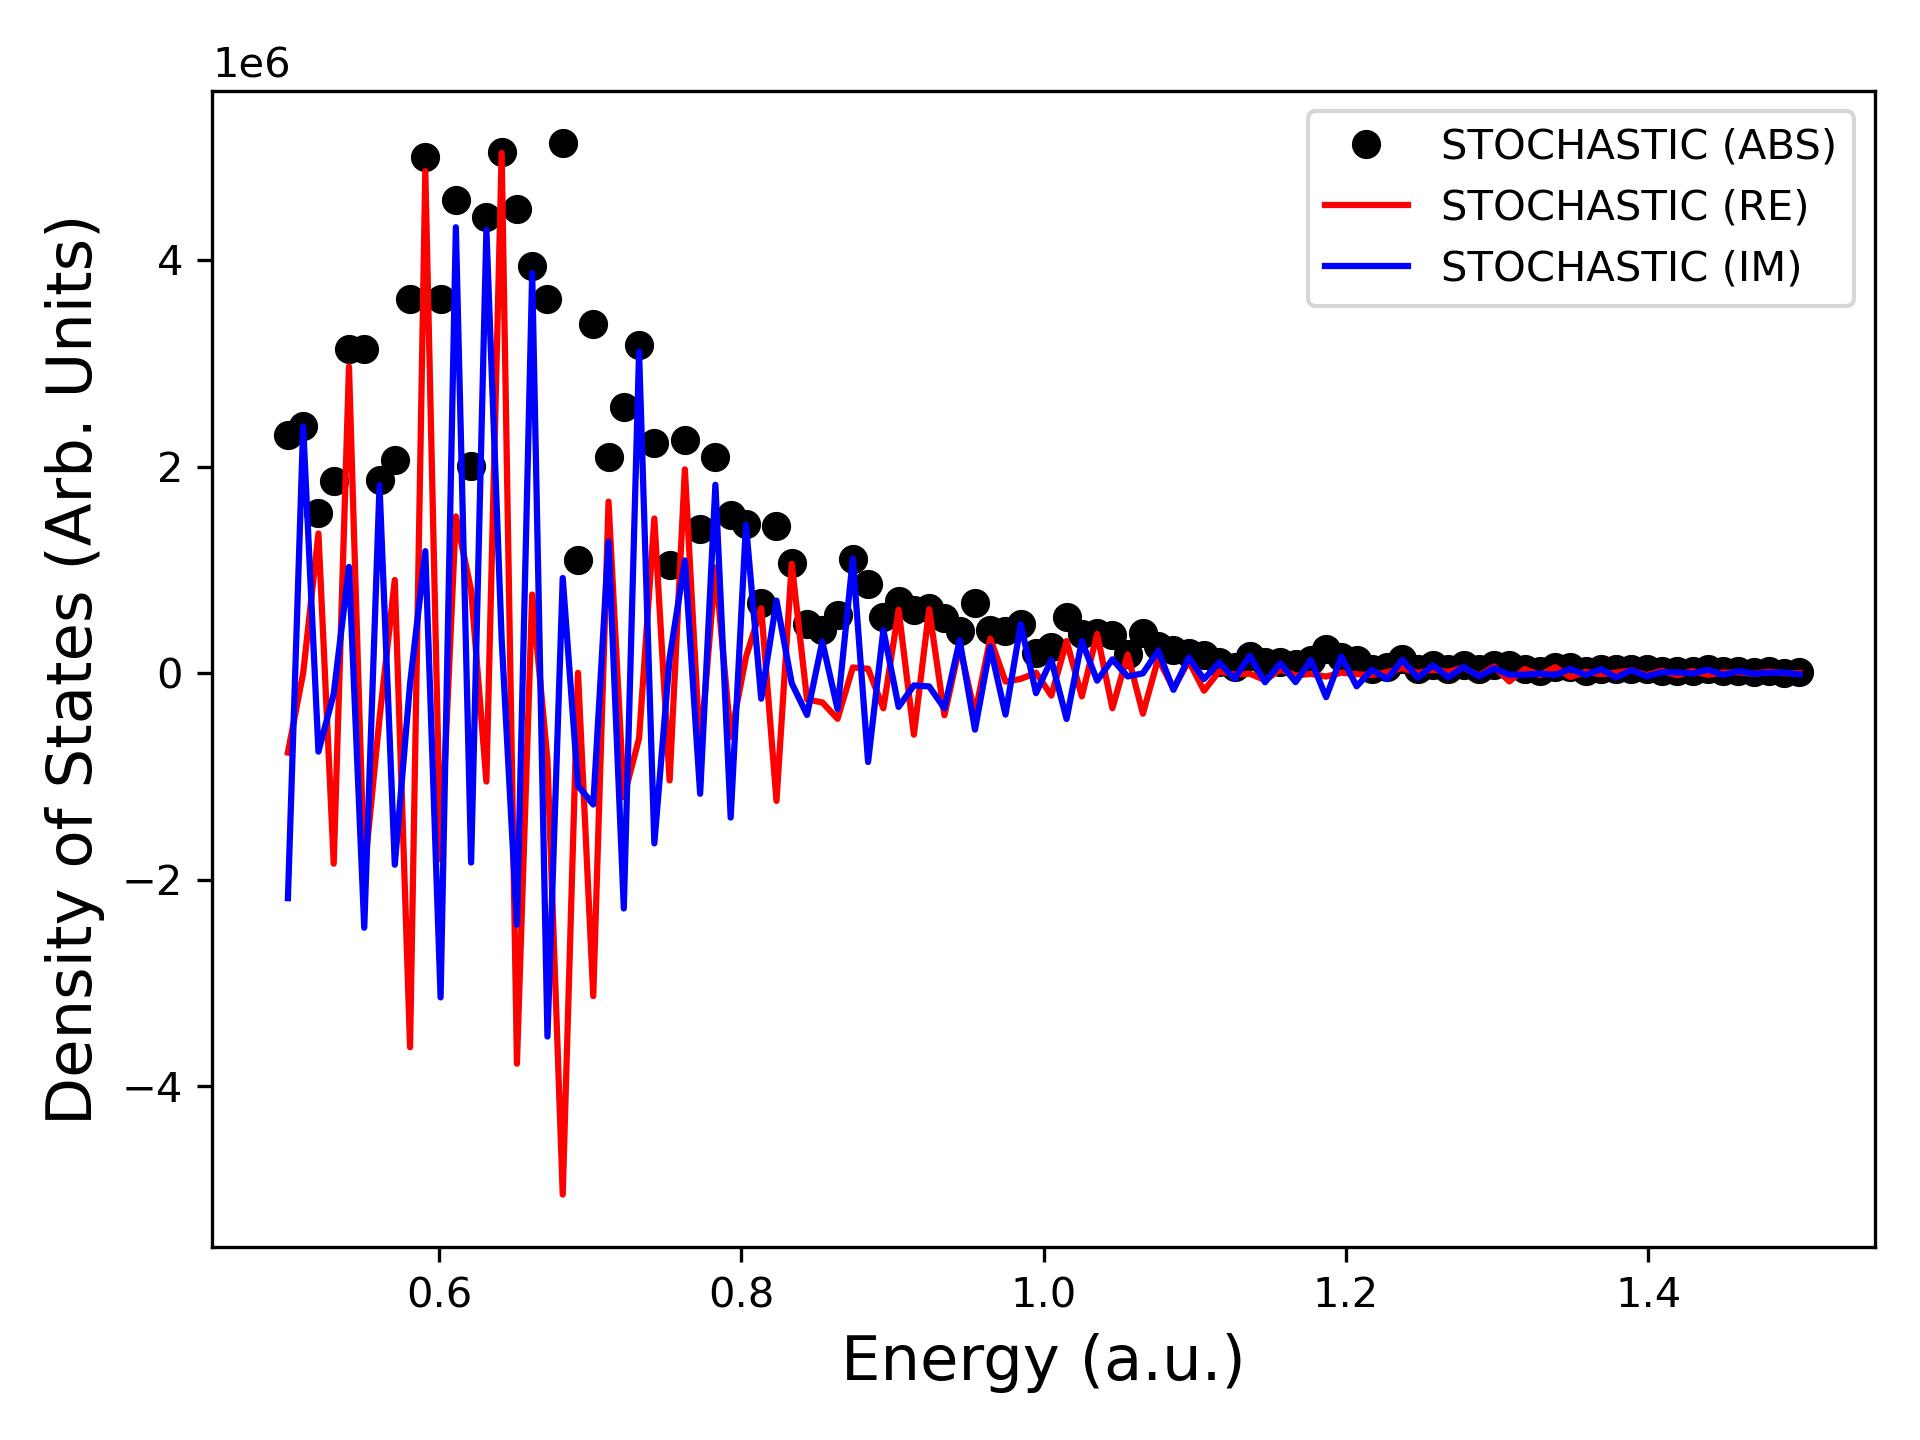 1e6
STOCHASTIC (ABS)
STOCHASTIC (RE)
STOCHASTIC (IM)
Density of States (Arb. Units)
4
2
0
−2
−4
0.6 0.8 1.0 1.2 1.4
Energy (a.u.)